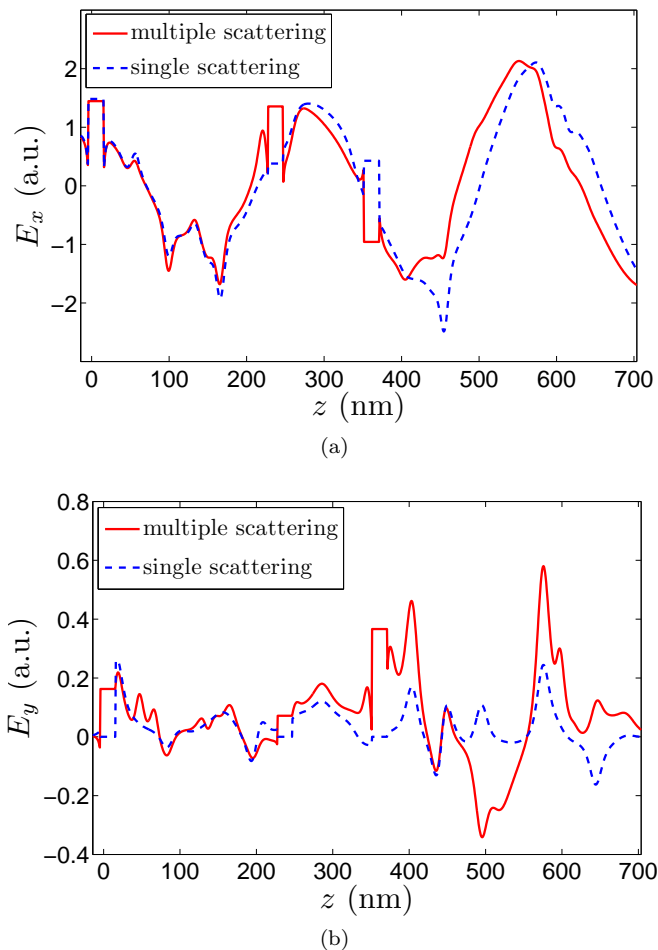 multiple scattering
single scattering
2
1
0
−1
−2
E_x (a.u.)
0 100 200 300 400 500 600 700
z (nm)
(a)
0.8
multiple scattering
0.6
single scattering
0.4
0.2
0
−0.2
−0.4
E_y (a.u.)
0 100 200 300 400 500 600 700
z (nm)
(b)